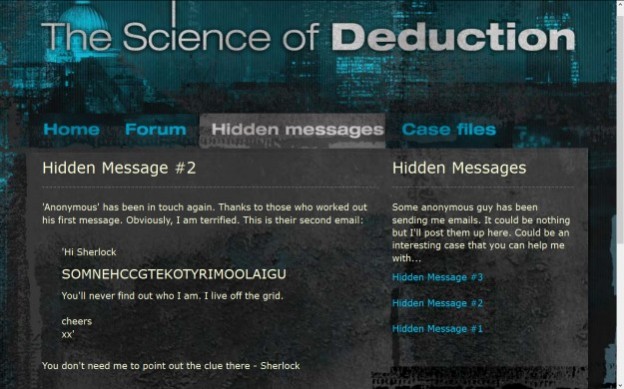 The Science of Deduction
Home Forum Hidden messages Case files
Hidden Message #2
'Anonymous' has been in touch again. Thanks to those who worked out
his first message. Obviously, I am terrified. This is their second email:
'Hi Sherlock
SOMNEHCCGTEKOTYRIMOOLAIGU
You'll never find out who I am. I live off the grid.
cheers
xx'
You don't need me to point out the clue there - Sherlock
Hidden Messages
Some anonymous guy has been
sending me emails. It could be nothing
but I'll post them up here. Could be an
interesting case that you can help me
with...
Hidden Message #3
Hidden Message #2
Hidden Message #1